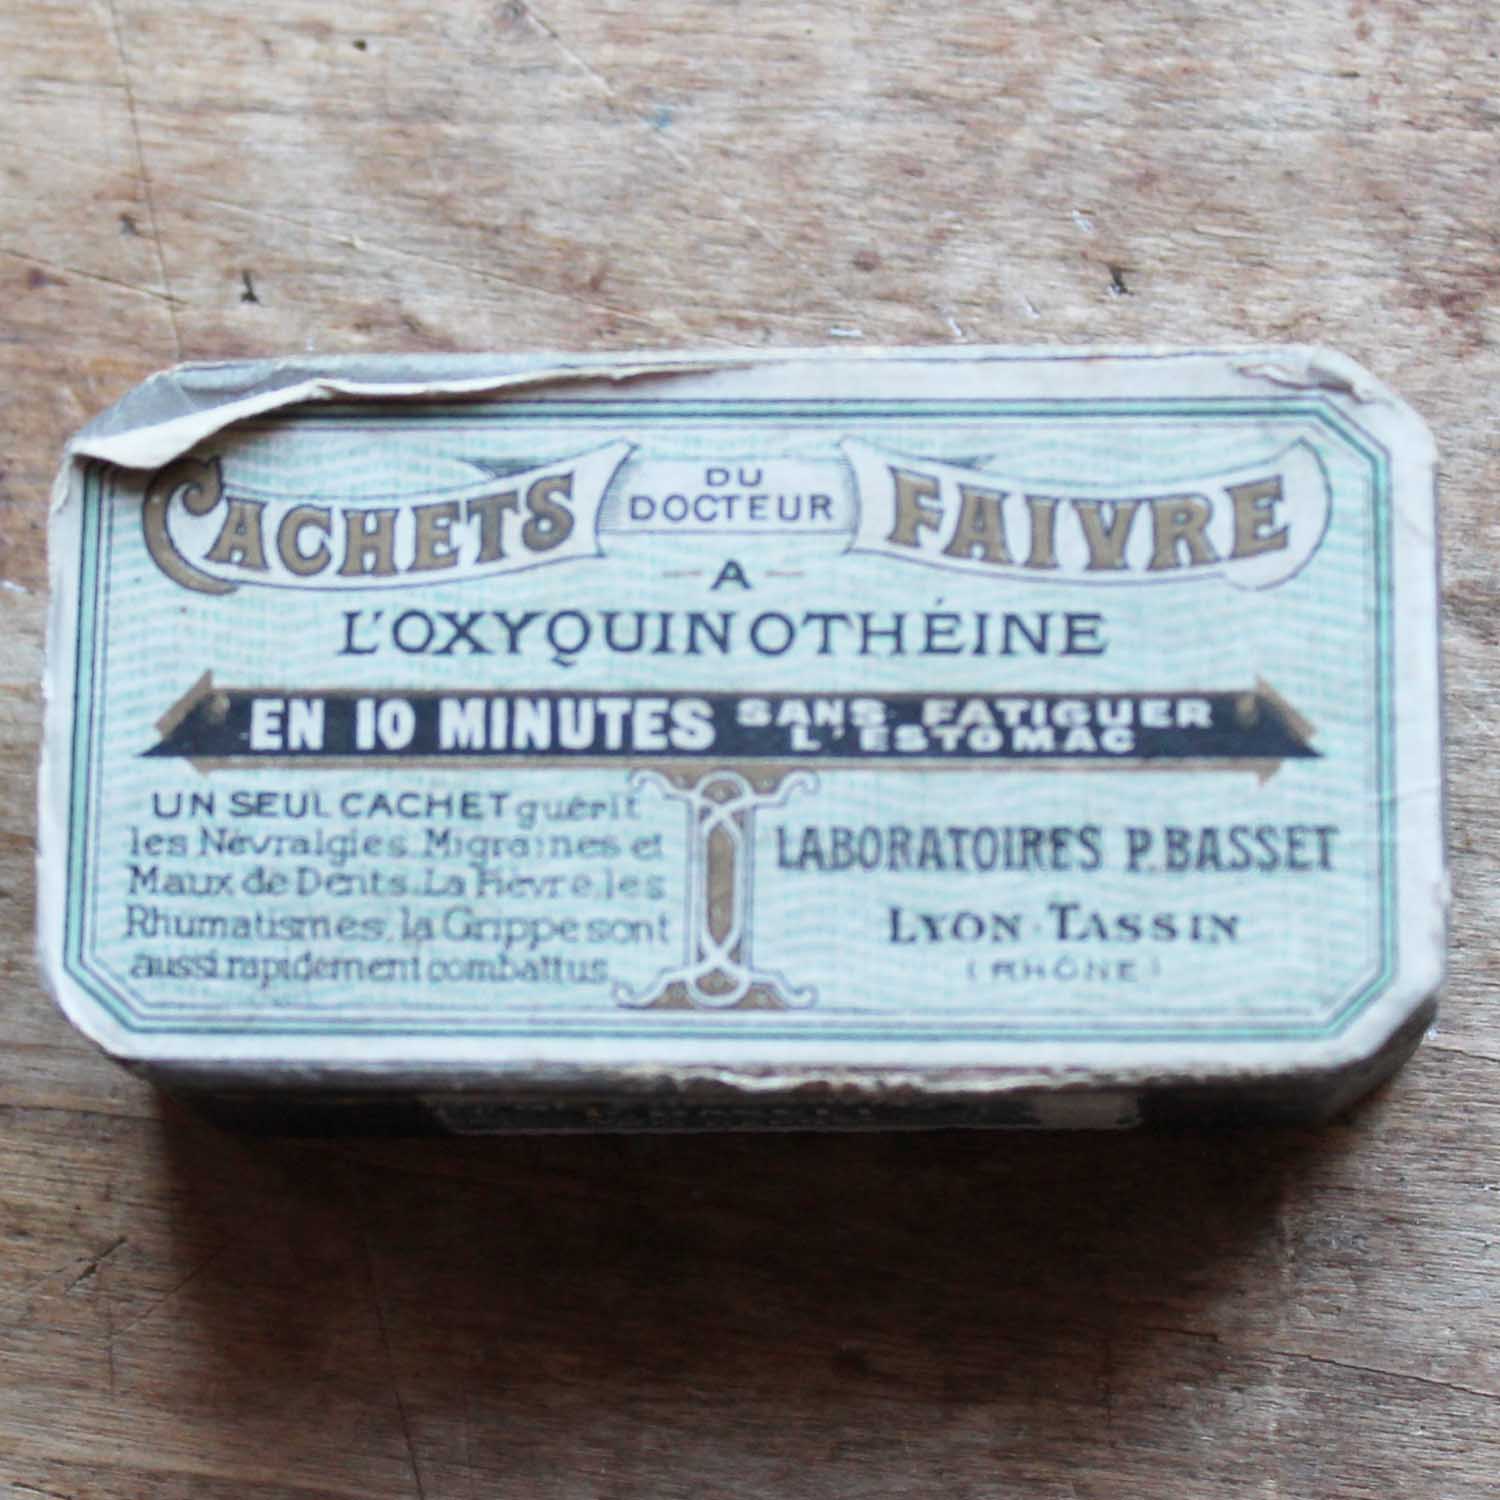 CACHETS DU DOCTEUR FAIVRE
A
L'OXYQUINOTHÉINE
EN 10 MINUTES SANS FATIGUER L'ESTOMAC
UN SEUL CACHET guérit
les Névralgies. Migraines et
Maux de Dents. La Fièvre, les
Rhumatismes, la Grippe sont
aussi rapidement combattus
LABORATOIRES P. BASSET
LYON-TASSIN
(RHÔNE)